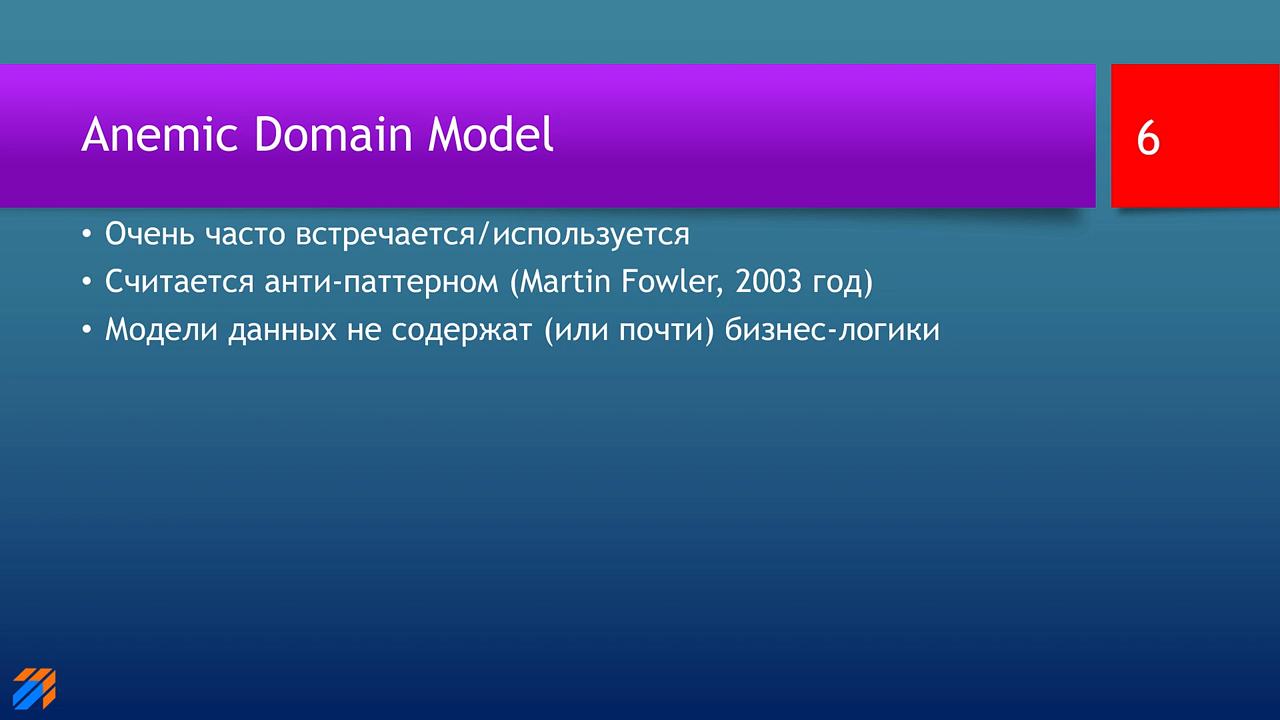 Anemic Domain Model
6
• Очень часто встречается/используется
• Считается анти-паттерном (Martin Fowler, 2003 год)
• Модели данных не содержат (или почти) бизнес-логики